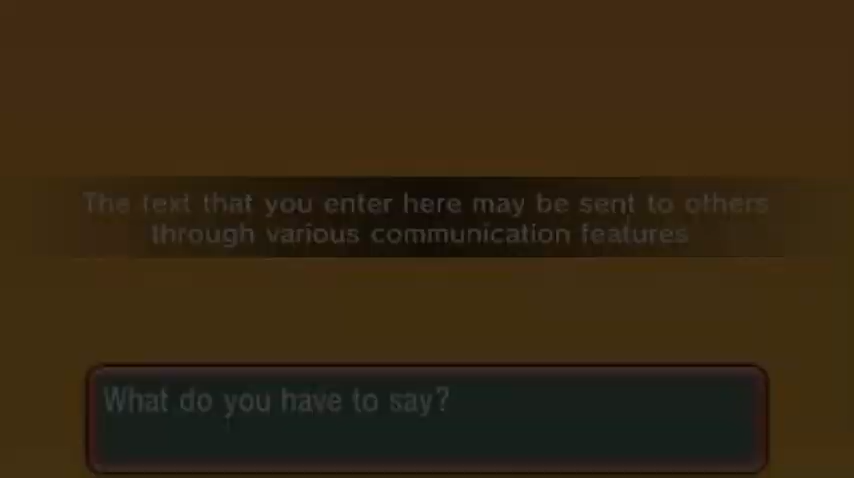 The text that you enter here may be sent to others
through various communication features
What do you have to say?